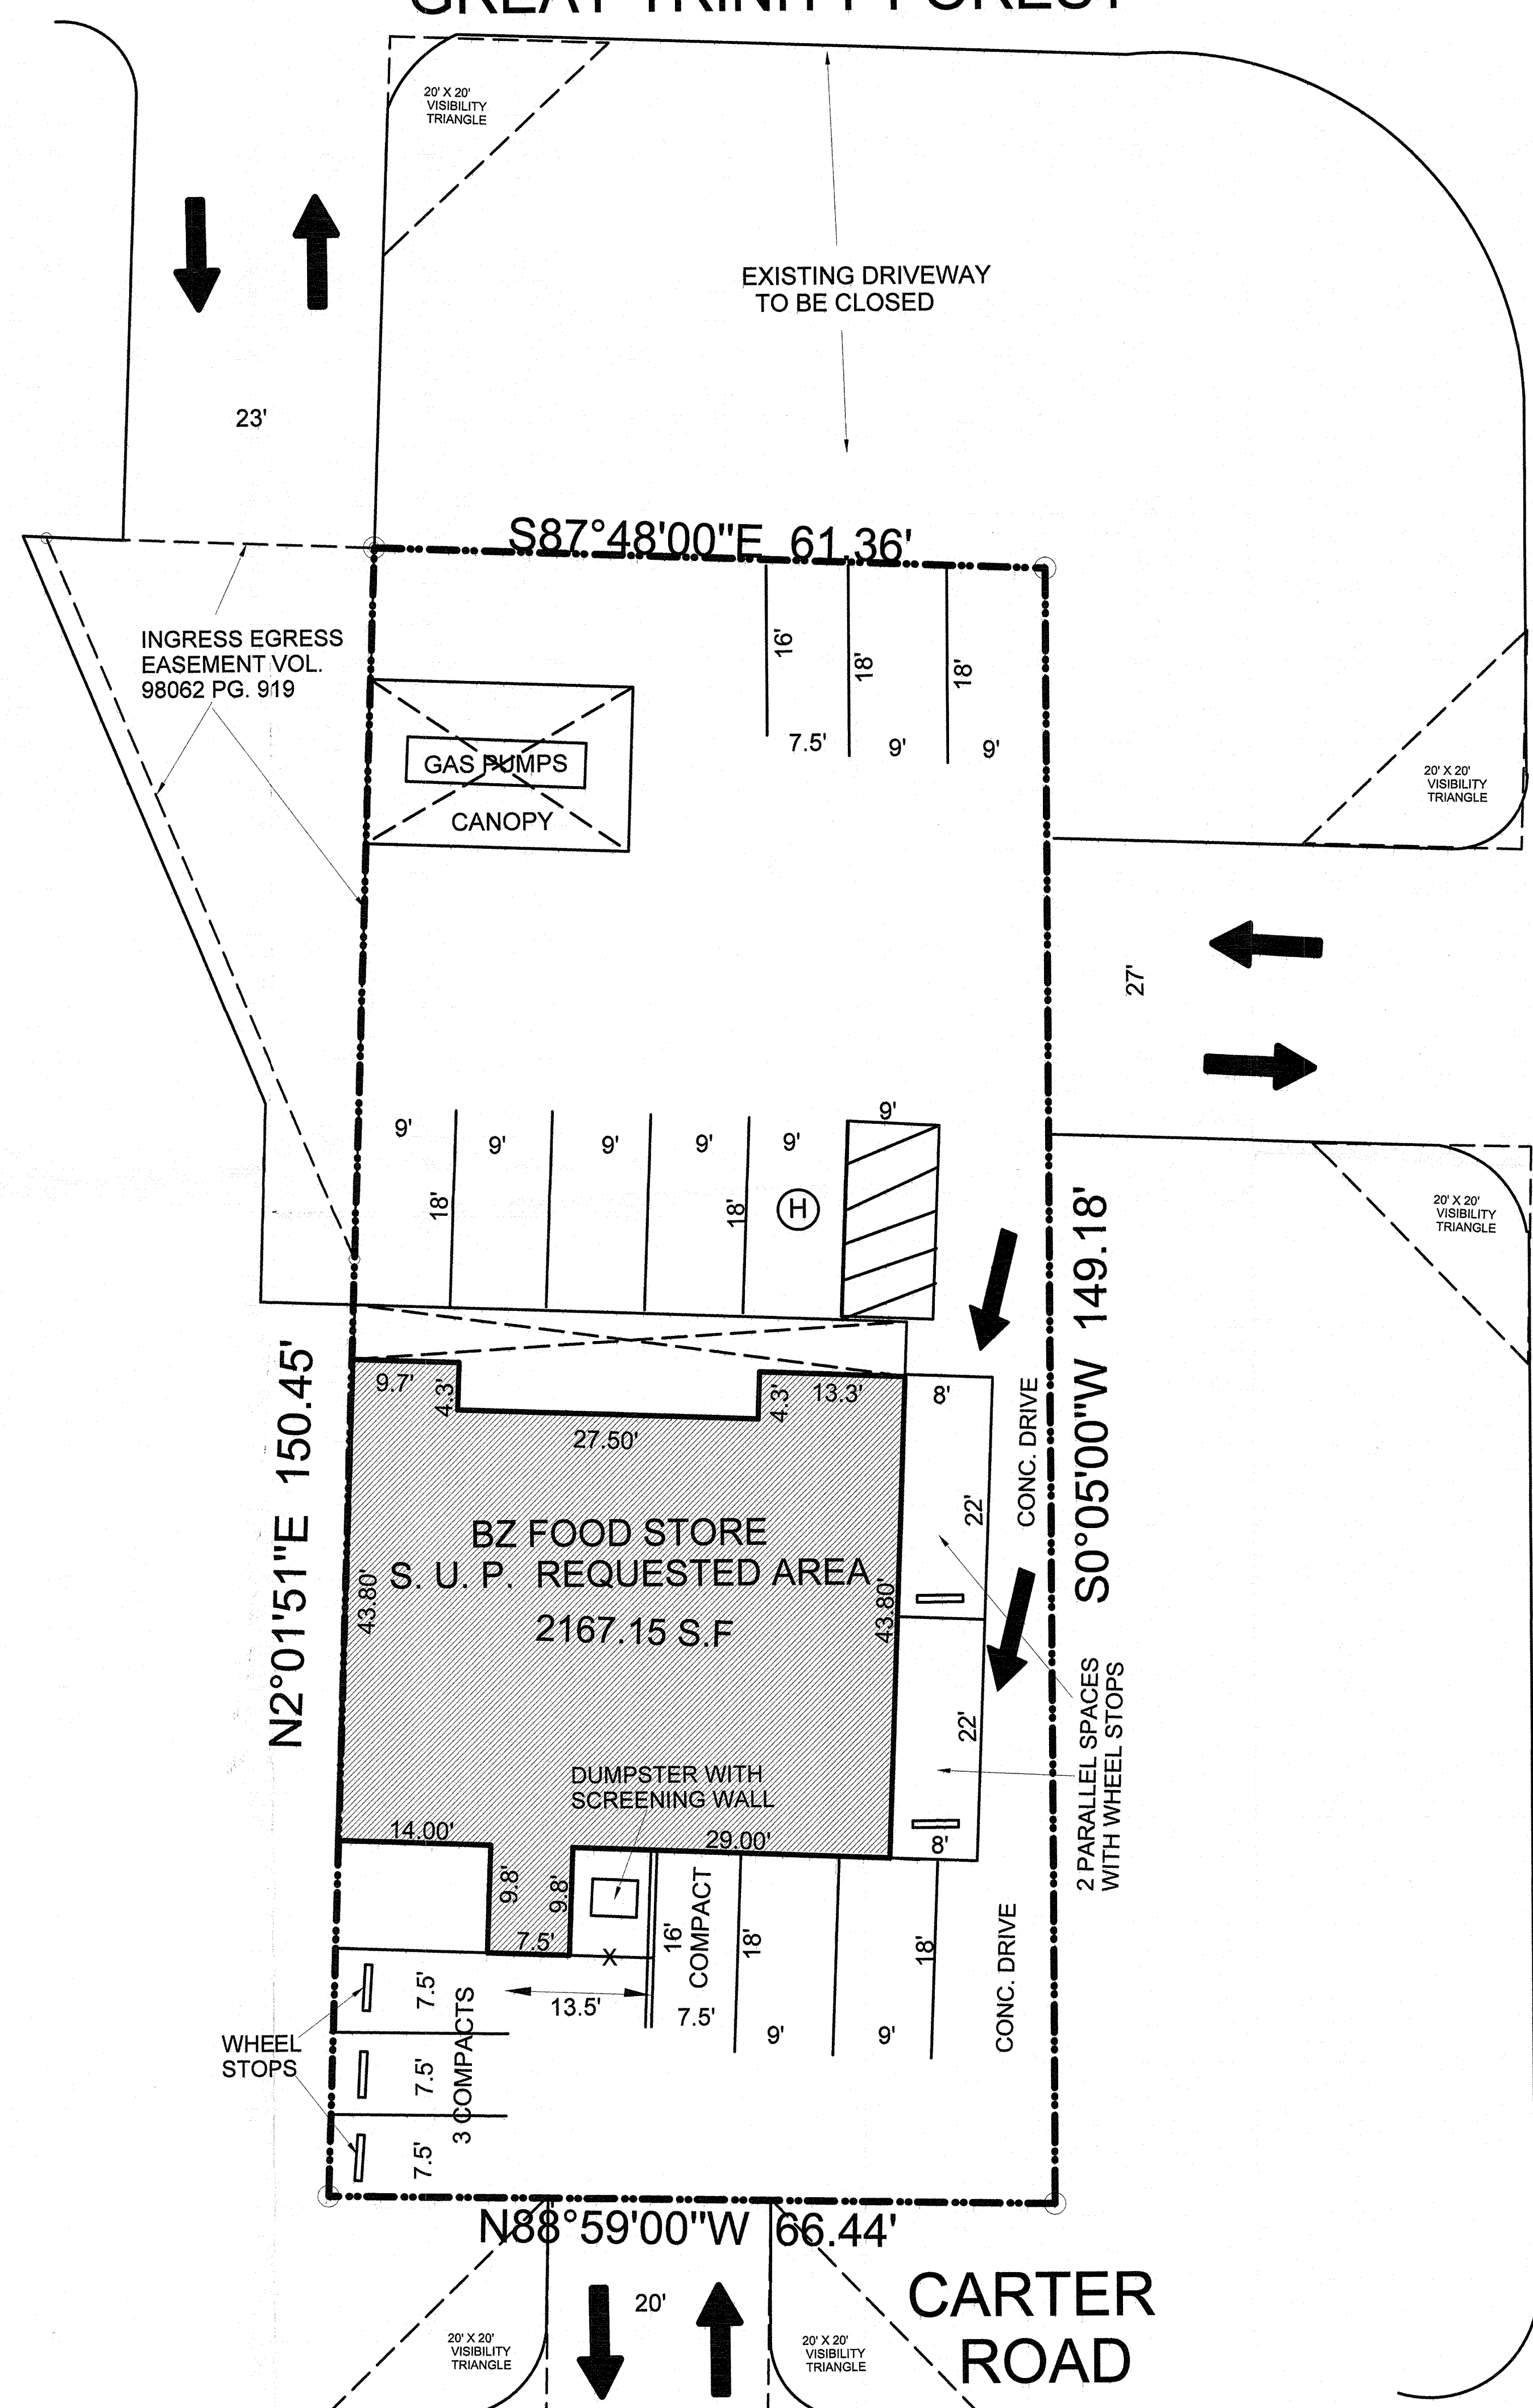 GREAT TRINITY FOREST
20' X 20'
VISIBILITY
TRIANGLE
EXISTING DRIVEWAY
TO BE CLOSED
23'
S87°48'00"E 61.36'
INGRESS EGRESS
EASEMENT VOL.
98062 PG. 919
16'
18'
18'
7.5'
9'
9'
GAS PUMPS
CANOPY
20' X 20'
VISIBILITY
TRIANGLE
27'
9'
9'
9'
9'
9'
9'
18'
18'
H
20' X 20'
VISIBILITY
TRIANGLE
S0°05'00"W 149.18'
N2°01'51"E 150.45'
9.7'
4.3'
27.50'
4.3'
13.3'
8'
22'
CONC. DRIVE
BZ FOOD STORE
S. U. P. REQUESTED AREA
2167.15 S.F
43.80'
43.80'
22'
8'
2 PARALLEL SPACES
WITH WHEEL STOPS
DUMPSTER WITH
SCREENING WALL
14.00'
29.00'
9.8'
9.8'
7.5'
X
13.5'
16'
COMPACT
7.5'
18'
18'
9'
9'
CONC. DRIVE
WHEEL
STOPS
7.5'
7.5'
7.5'
3 COMPACTS
N88°59'00"W 66.44'
20'
20' X 20'
VISIBILITY
TRIANGLE
20' X 20'
VISIBILITY
TRIANGLE
CARTER
ROAD